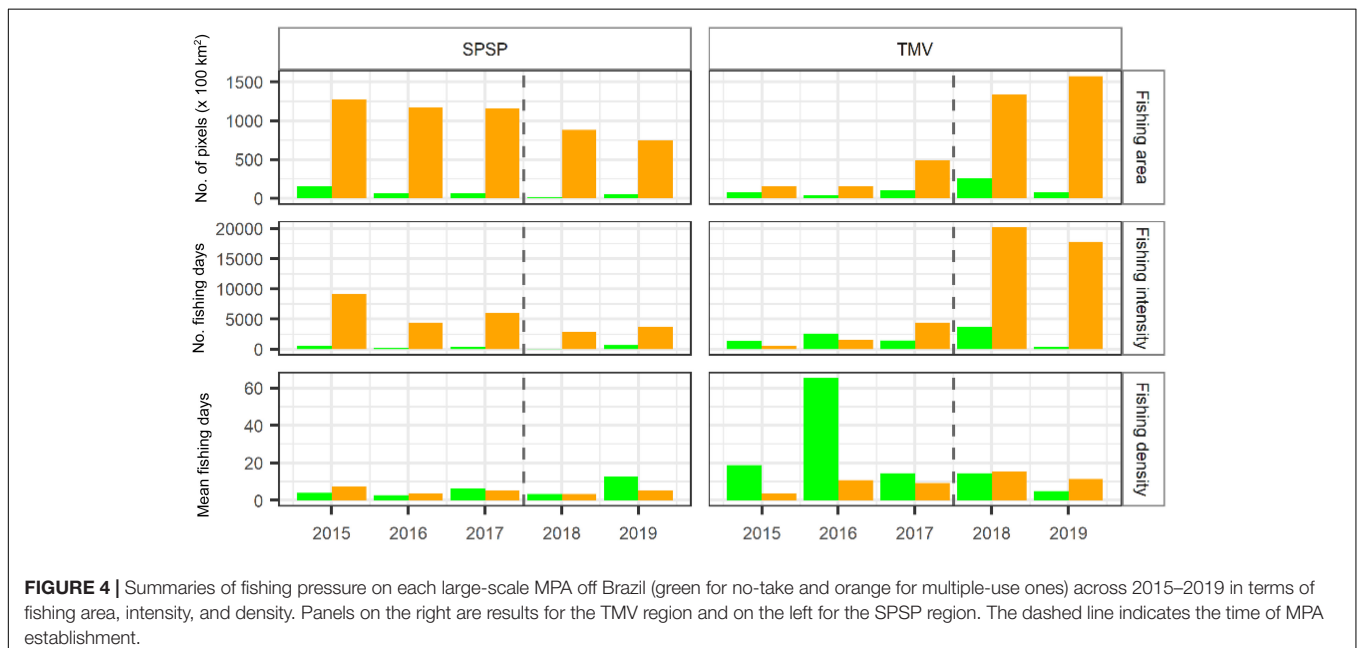 SPSP
TMV
No. of pixels (x 100 km²)
1500
1000
500
0
Fishing area
No. fishing days
20000
15000
10000
5000
0
Fishing intensity
Mean fishing days
60
40
20
0
Fishing density
2015 2016 2017 2018 2019
2015 2016 2017 2018 2019
FIGURE 4 | Summaries of fishing pressure on each large-scale MPA off Brazil (green for no-take and orange for multiple-use ones) across 2015–2019 in terms of
fishing area, intensity, and density. Panels on the right are results for the TMV region and on the left for the SPSP region. The dashed line indicates the time of MPA
establishment.